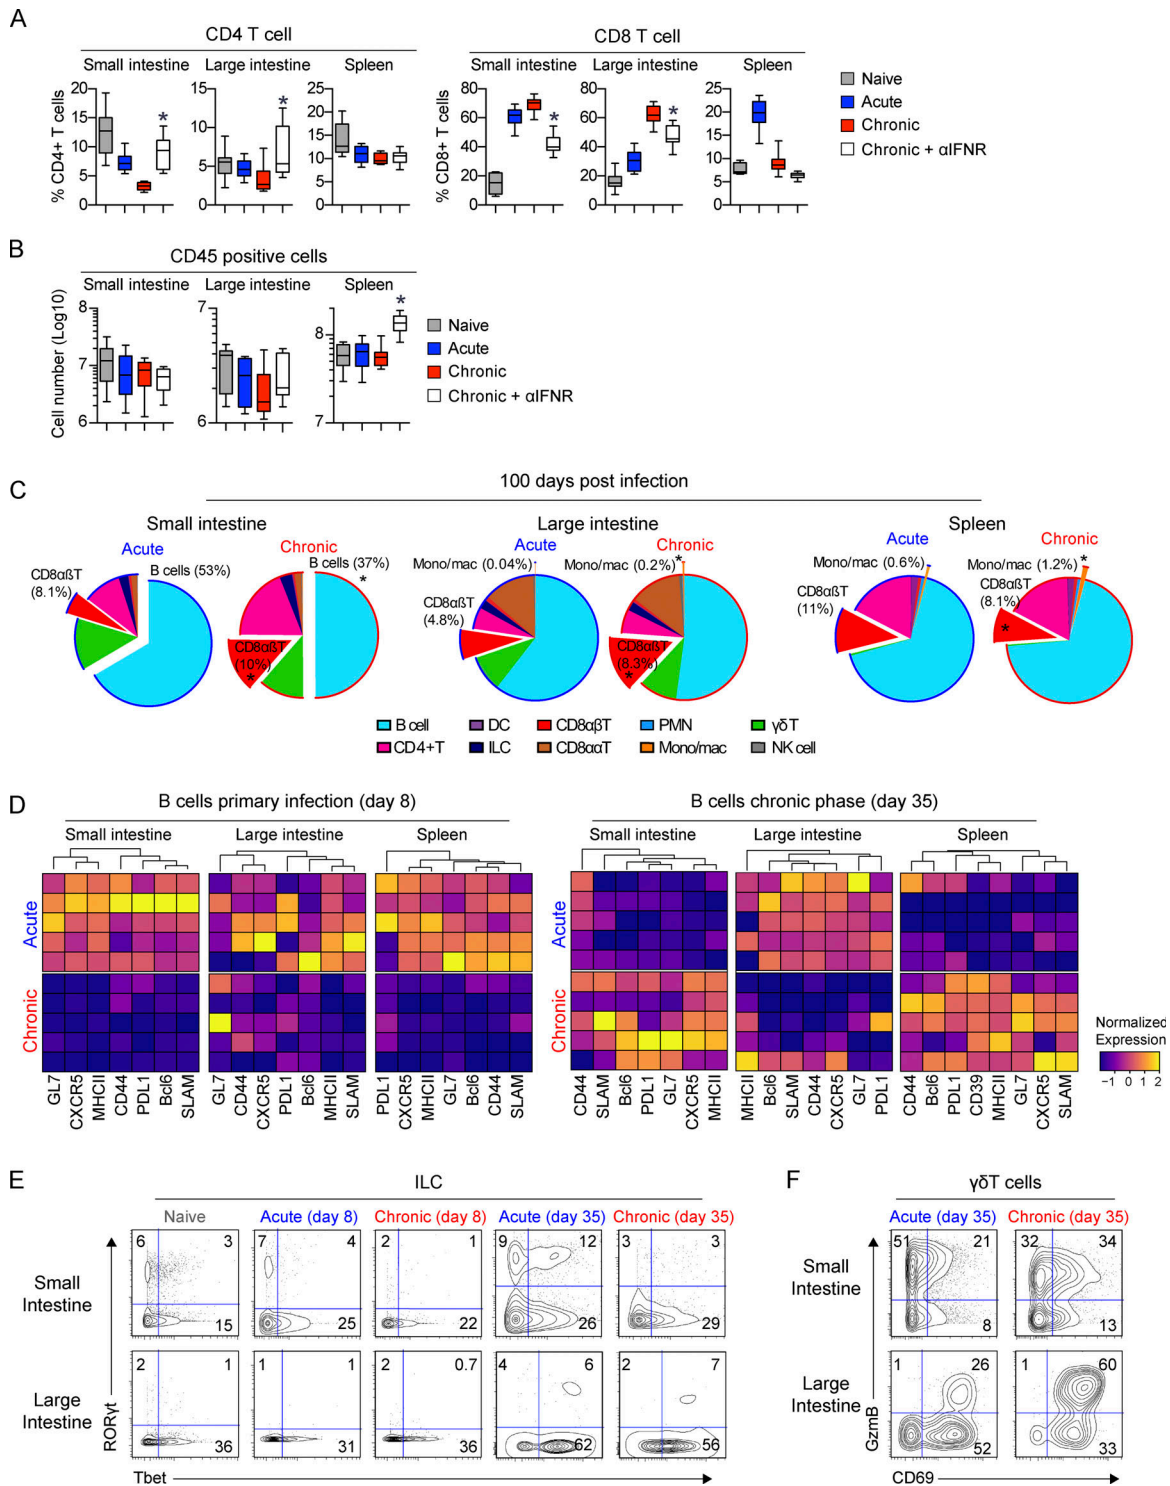 A
CD4 T cell
CD8 T cell
Small intestine Large intestine Spleen
Small intestine Large intestine Spleen
% CD4+ T cells
20
15
10
5
0
*
15
10
5
0
*
25
20
15
10
5
0
% CD8+ T cells
80
60
40
20
0
*
80
60
40
20
0
*
25
20
15
10
5
0
Naive
Acute
Chronic
Chronic + αIFNR
B
CD45 positive cells
Small intestine Large intestine Spleen
Cell number (Log10)
8
7
6
7
6
*
8
7
Naive
Acute
Chronic
Chronic + αIFNR
C
100 days post infection
Small intestine
Large intestine
Spleen
Acute
B cells (53%)
CD8αßT
(8.1%)
Chronic
B cells (37%)
*
CD8αßT
(10%)
*
Acute
Mono/mac (0.04%)
CD8αßT
(4.8%)
Chronic
*
Mono/mac (0.2%)
CD8αßT
(8.3%)
*
Acute
Mono/mac (0.6%)
CD8αßT
(11%)
Chronic
*
Mono/mac (1.2%)
CD8αßT
(8.1%)
*
B cell DC CD8αβT PMN γδ T
CD4+T ILC CD8ααT Mono/mac NK cell
D
B cells primary infection (day 8)
B cells chronic phase (day 35)
Small intestine Large intestine Spleen
Small intestine Large intestine Spleen
Acute
Chronic
Acute
Chronic
GL7 CXCR5 MHCII CD44 PDL1 Bcl6 SLAM
GL7 CD44 CXCR5 PDL1 Bcl6 MHCII SLAM
PDL1 CXCR5 MHCII GL7 Bcl6 CD44 SLAM
CD44 SLAM Bcl6 PDL1 GL7 CXCR5 MHCII
MHCII Bcl6 SLAM CD44 CXCR5 GL7 PDL1
CD44 Bcl6 PDL1 CD39 MHCII GL7 CXCR5 SLAM
Normalized
Expression
-1 0 1 2
E
ILC
Naive Acute (day 8) Chronic (day 8) Acute (day 35) Chronic (day 35)
Small
Intestine
6 3
15
7 4
25
2 1
22
9 12
26
3 3
29
Large
Intestine
2 1
36
1 1
31
2 0.7
36
4 6
62
2 7
56
RORγt
Tbet
F
γδT cells
Acute (day 35) Chronic (day 35)
Small
Intestine
51 21
8
32 34
13
Large
Intestine
1 26
52
1 60
33
GzmB
CD69